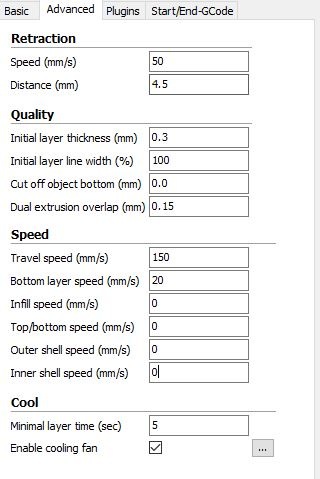 Basic Advanced Plugins Start/End-GCode
Retraction
Speed (mm/s) 50
Distance (mm) 4.5
Quality
Initial layer thickness (mm) 0.3
Initial layer line width (%) 100
Cut off object bottom (mm) 0.0
Dual extrusion overlap (mm) 0.15
Speed
Travel speed (mm/s) 150
Bottom layer speed (mm/s) 20
Infill speed (mm/s) 0
Top/bottom speed (mm/s) 0
Outer shell speed (mm/s) 0
Inner shell speed (mm/s) 0
Cool
Minimal layer time (sec) 5
Enable cooling fan ...